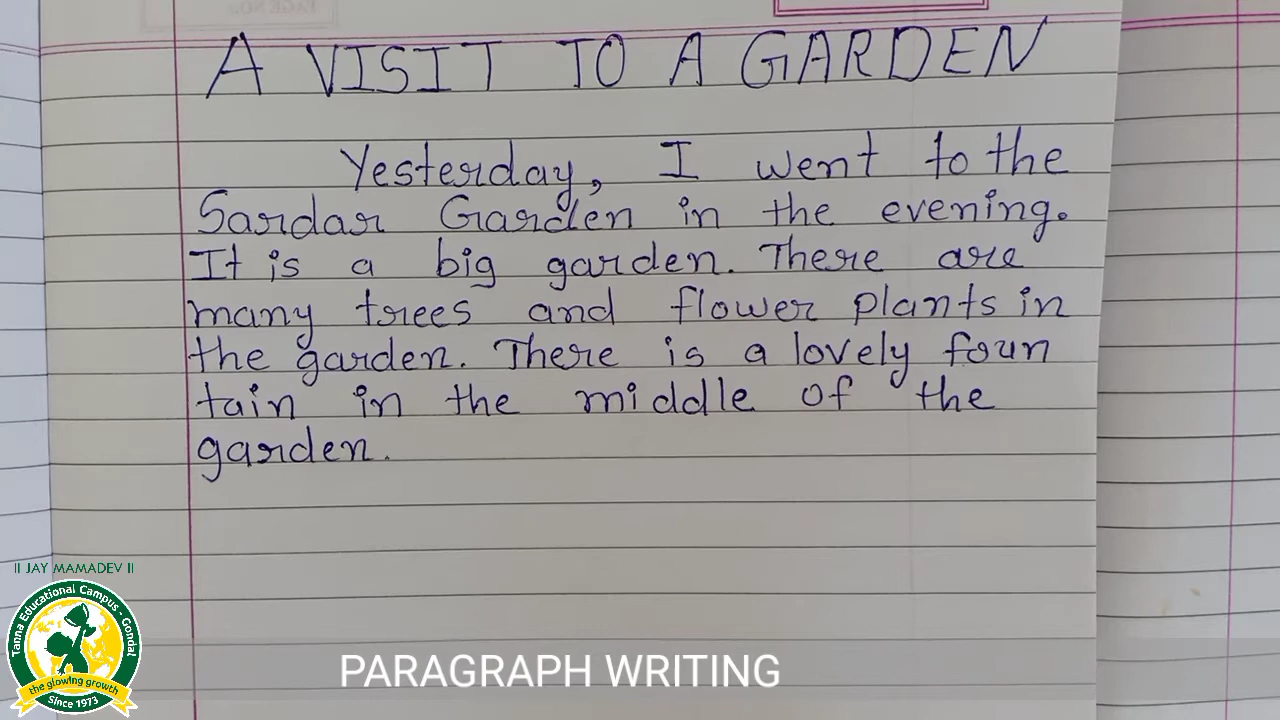 PAGE NO.
A VISIT TO A GARDEN
Yesterday, I went to the
Sardar Garden in the evening.
It is a big garden. There are
many trees and flower plants in
the garden. There is a lovely foun
tain in the middle of the
garden.
II JAY MAMADEV II
Tanna Educational Campus - Gondal
the glowing growth
Since 1973
PARAGRAPH WRITING